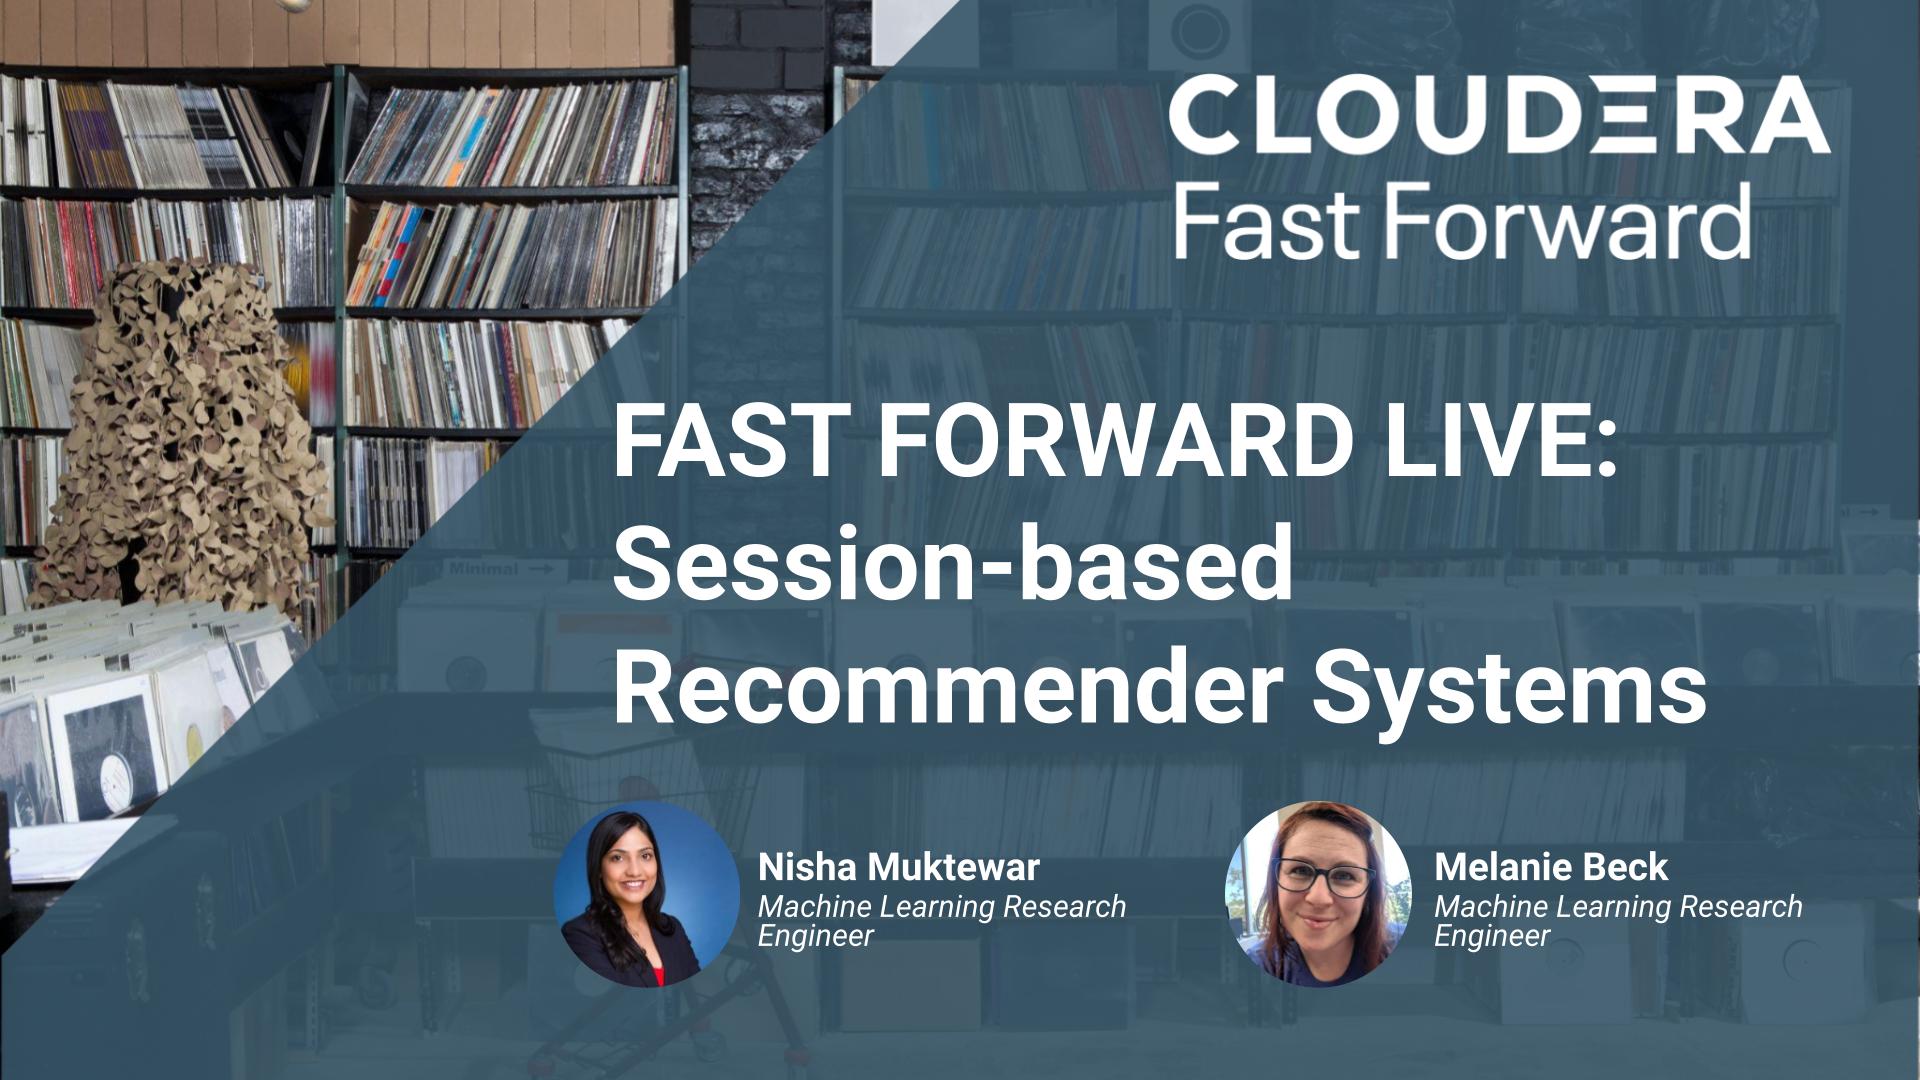 CLOUDERA
Fast Forward
FAST FORWARD LIVE:
Session-based
Recommender Systems
Minimal →
Nisha Muktewar
Machine Learning Research
Engineer
Melanie Beck
Machine Learning Research
Engineer